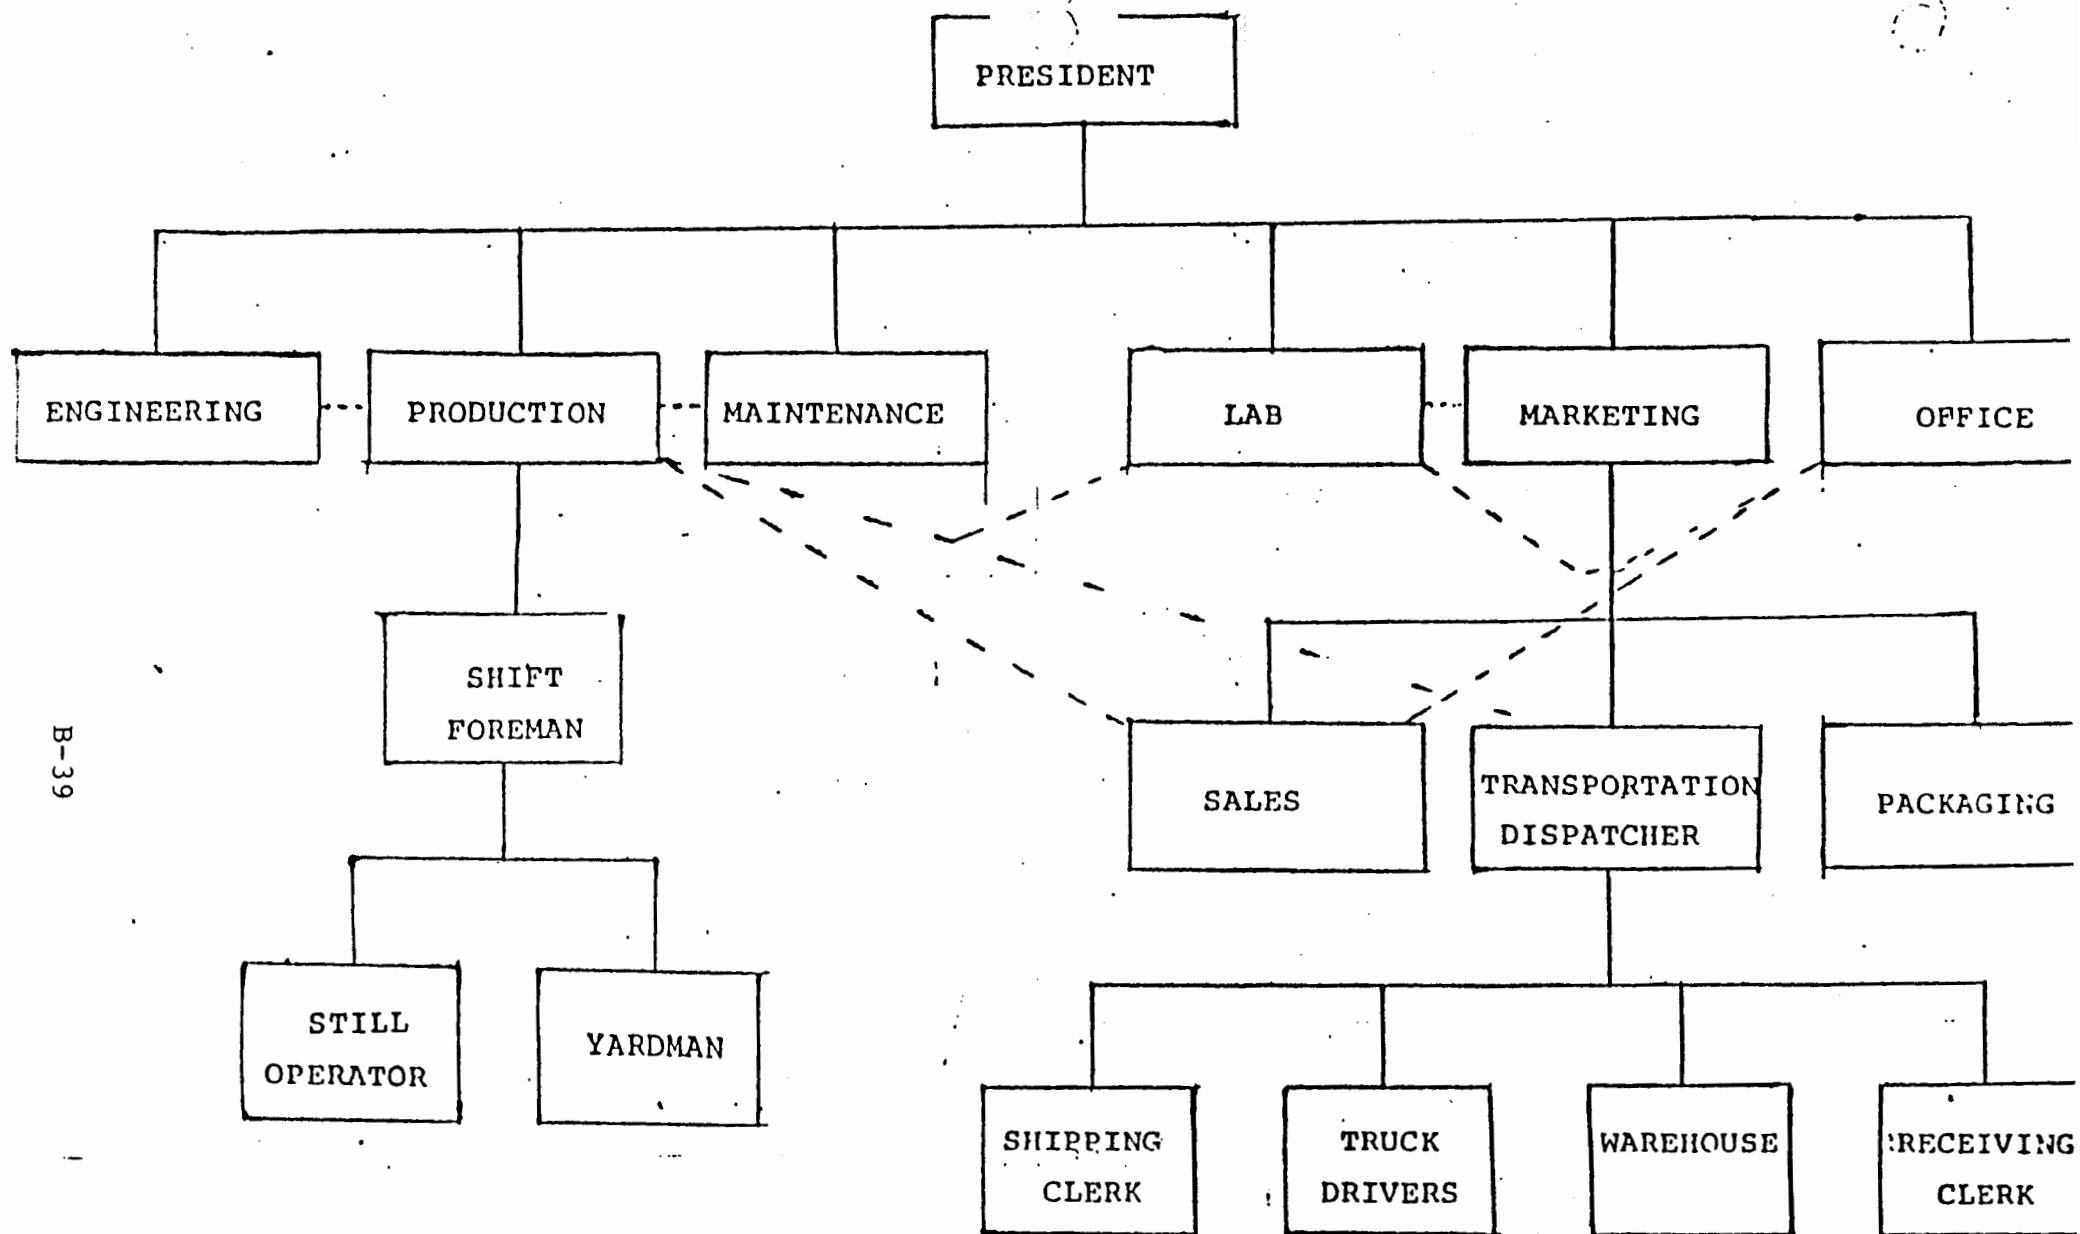 PRESIDENT
ENGINEERING
PRODUCTION
MAINTENANCE
LAB
MARKETING
OFFICE
SHIFT
FOREMAN
SALES
TRANSPORTATION
DISPATCHER
PACKAGING
B-39
STILL
OPERATOR
YARDMAN
SHIPPING
CLERK
TRUCK
DRIVERS
WAREHOUSE
RECEIVING
CLERK